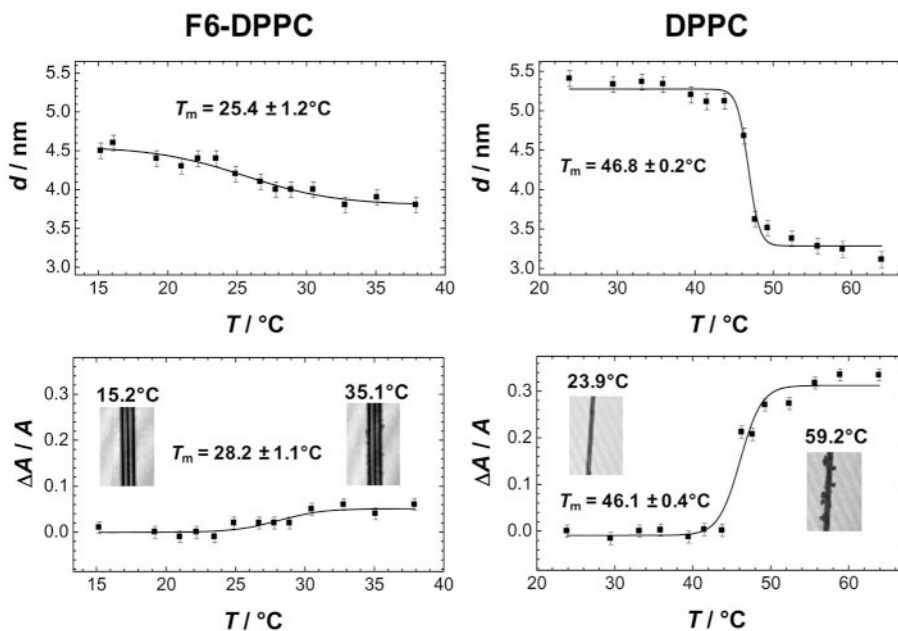 F6-DPPC
DPPC
5.5
5.0
4.5
4.0
3.5
3.0
d / nm
T_m = 25.4 ± 1.2°C
15 20 25 30 35 40
T / °C
5.5
5.0
4.5
4.0
3.5
3.0
d / nm
T_m = 46.8 ± 0.2°C
20 30 40 50 60
T / °C
0.3
0.2
0.1
0.0
ΔA / A
15.2°C
35.1°C
T_m = 28.2 ± 1.1°C
15 20 25 30 35 40
T / °C
0.3
0.2
0.1
0.0
ΔA / A
23.9°C
59.2°C
T_m = 46.1 ± 0.4°C
20 30 40 50 60
T / °C